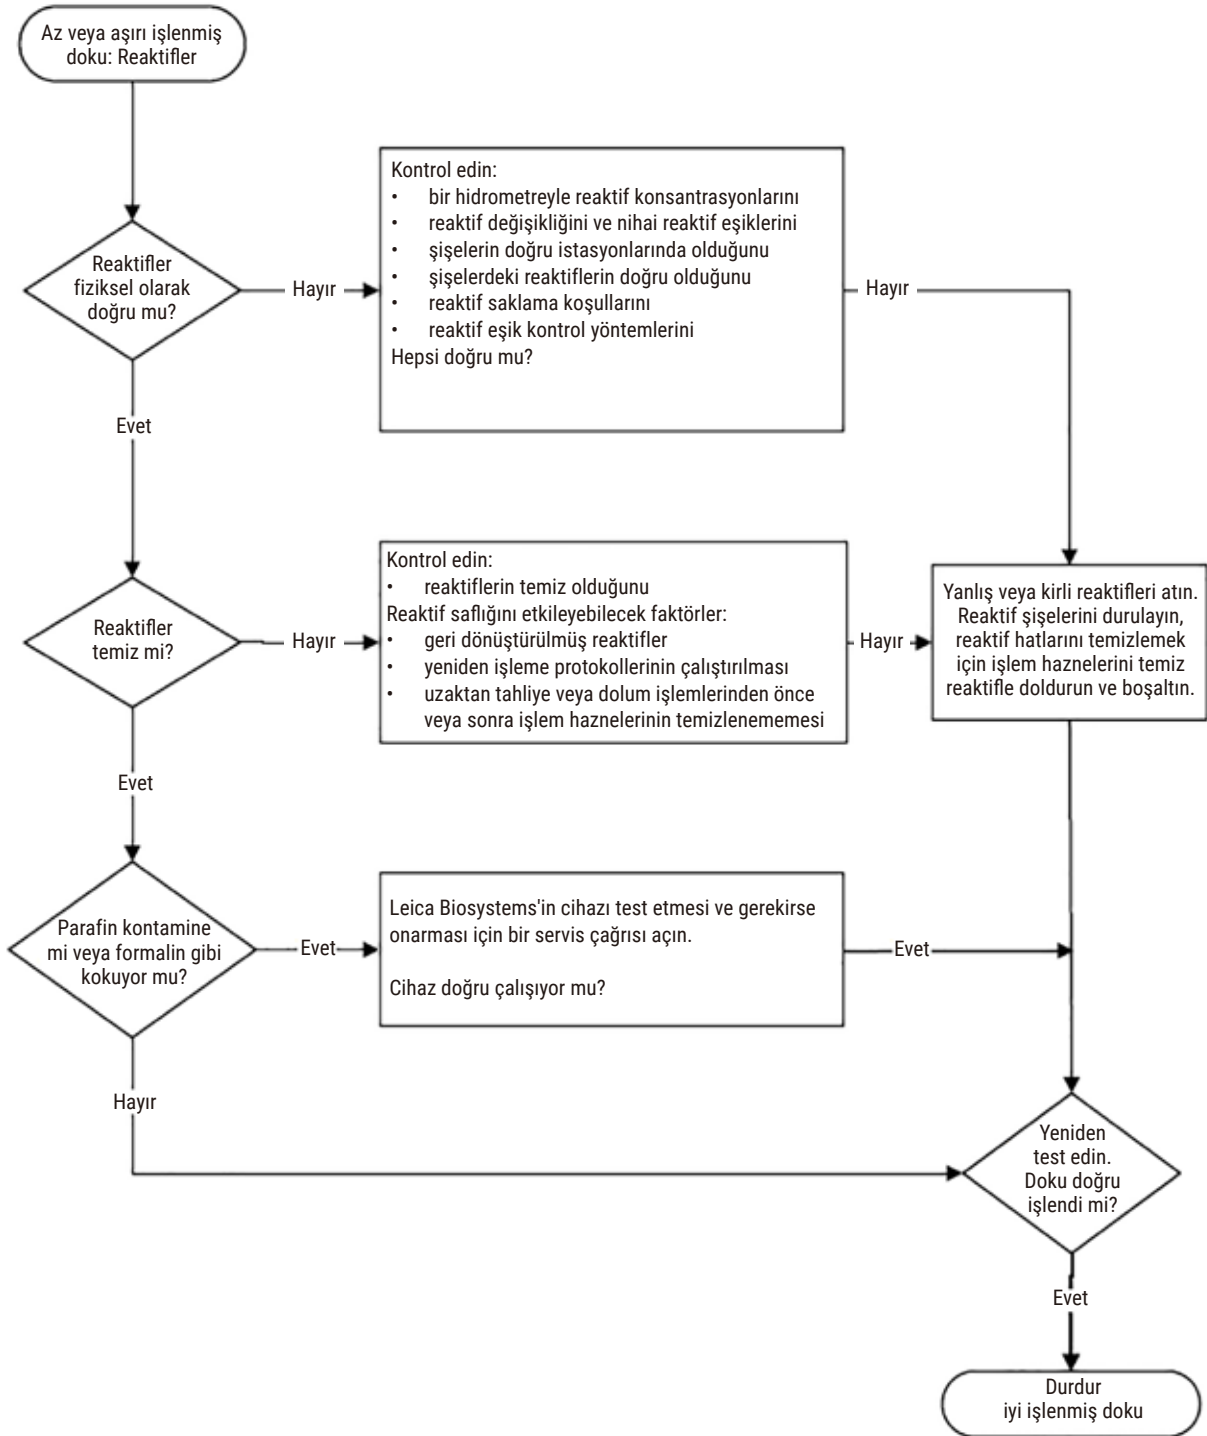 Az veya aşırı işlenmiş
doku: Reaktifler
Kontrol edin:
• bir hidrometreyle reaktif konsantrasyonlarını
• reaktif değişikliğini ve nihai reaktif eşiklerini
• şişelerin doğru istasyonlarında olduğunu
• şişelerdeki reaktiflerin doğru olduğunu
• reaktif saklama koşullarını
• reaktif eşik kontrol yöntemlerini
Hepsi doğru mu?
Reaktifler
fiziksel olarak
doğru mu?
Hayır
Hayır
Evet
Kontrol edin:
• reaktiflerin temiz olduğunu
Reaktif saflığını etkileyebilecek faktörler:
• geri dönüştürülmüş reaktifler
• yeniden işleme protokollerinin çalıştırılması
• uzaktan tahliye veya dolum işlemlerinden önce
veya sonra işlem haznelerinin temizlenememesi
Reaktifler
temiz mi?
Hayır
Hayır
Yanlış veya kirli reaktifleri atın.
Reaktif şişelerini durulayın,
reaktif hatlarını temizlemek
için işlem haznelerini temiz
reaktifle doldurun ve boşaltın.
Evet
Parafin kontamine
mi veya formalin gibi
kokuyor mu?
Evet
Leica Biosystems'in cihazı test etmesi ve gerekirse
onarması için bir servis çağrısı açın.
Cihaz doğru çalışıyor mu?
Evet
Hayır
Yeniden
test edin.
Doku doğru
işlendi mi?
Evet
Durdur
iyi işlenmiş doku